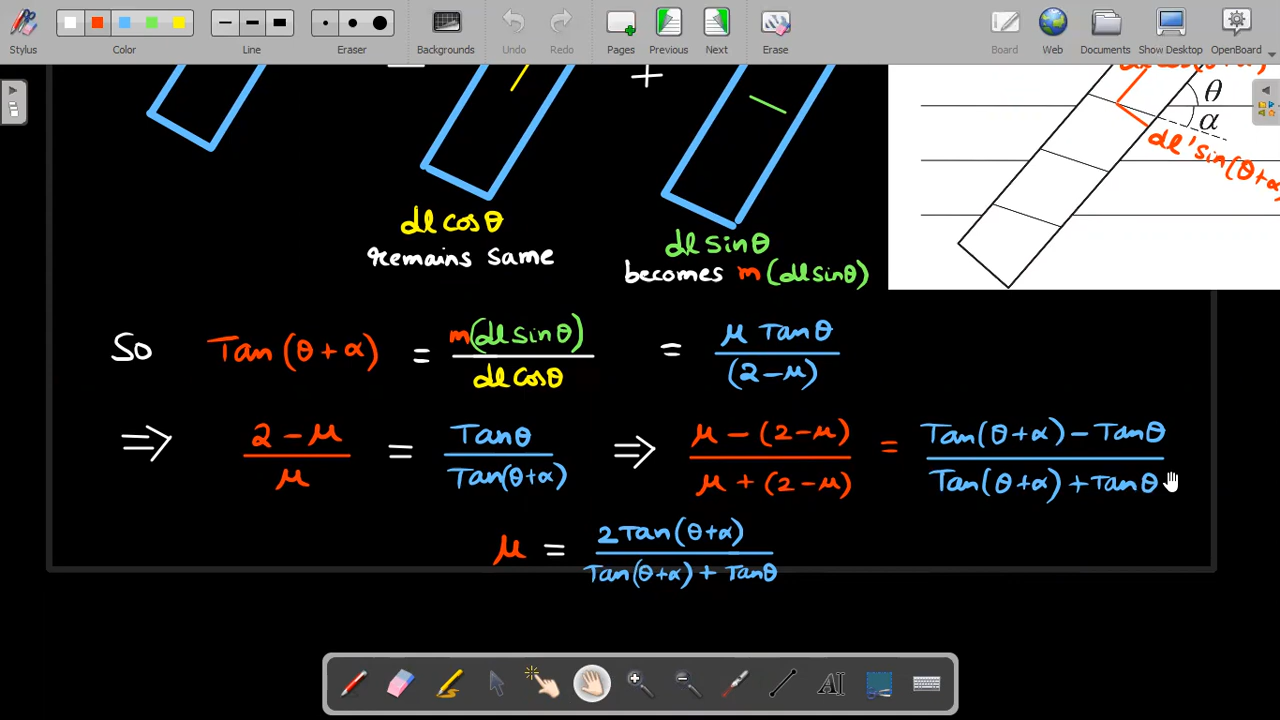 Stylus Color Line Eraser Backgrounds Undo Redo Pages Previous Next Erase Board Web Documents Show Desktop OpenBoard
+
θ
α
dl' sin(θ+α
dl cosθ
remains same
dl sinθ
becomes m(dl sinθ)
So Tan(θ+α) = m(dl sinθ) / dl cosθ = μ Tanθ / (2-μ)
⇒ 2-μ / μ = Tanθ / Tan(θ+α) ⇒ μ-(2-μ) / μ+(2-μ) = Tan(θ+α) - Tanθ / Tan(θ+α) + Tanθ
μ = 2Tan(θ+α) / Tan(θ+α) + Tanθ
AI